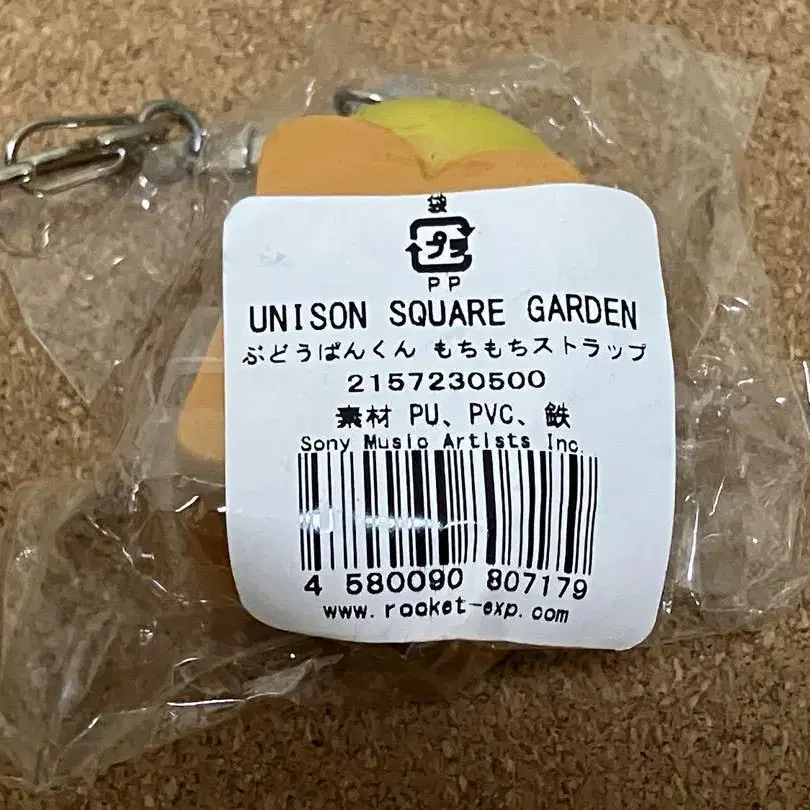 袋
プラ
PP
UNISON SQUARE GARDEN
ぶどうぱんくん もちもちストラップ
2157230500
素材 PU、PVC、鉄
Sony Music Artists Inc.
4 580090 807179
www.rocket-exp.com